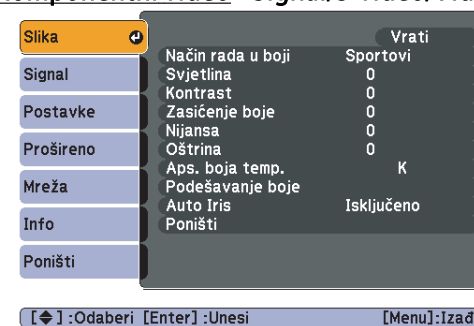 Slika
Signal
Postavke
Prošireno
Mreža
Info
Poništi
Vrati
Način rada u boji Sportovi
Svjetlina 0
Kontrast 0
Zasićenje boje 0
Nijansa 0
Oštrina 0
Aps. boja temp. K
Podešavanje boje
Auto Iris Isključeno
Poništi
[◆] :Odaberi [Enter] :Unesi [Menu]:Izađ